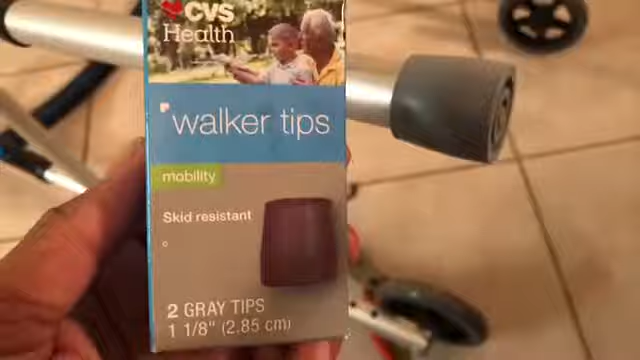 CVS
Health
walker tips
mobility
Skid resistant
2 GRAY TIPS
1 1/8" (2.85 cm)